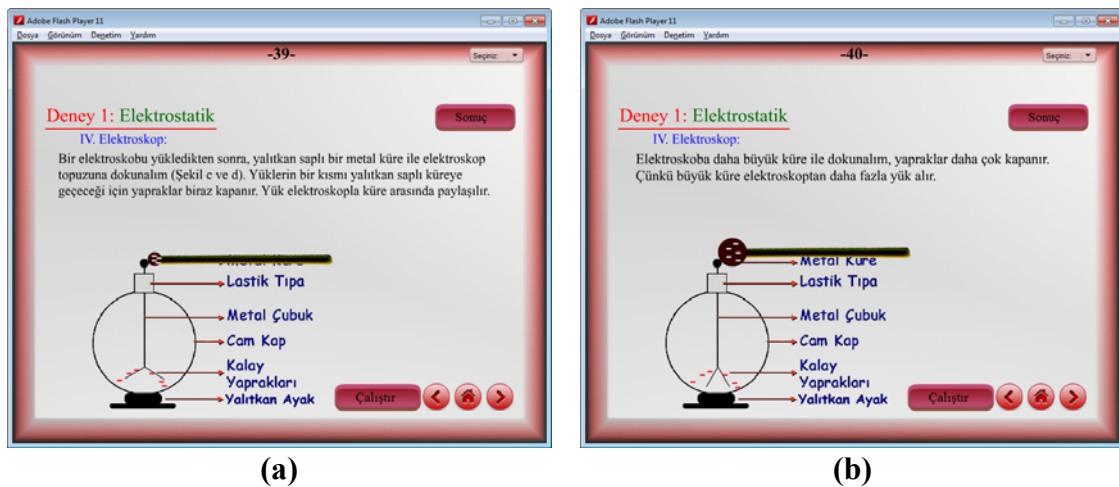 Adobe Flash Player 11
Dosya Görünüm Denetim Yardım
-39-
Seçiniz:
Deney 1: Elektrostatik
Sonuç
IV. Elektroskop:
Bir elektroskobu yükledikten sonra, yalıtkan saplı bir metal küre ile elektroskop
topuzuna dokunalım (Şekil c ve d). Yüklerin bir kısmı yalıtkan saplı küreye
geçeceği için yapraklar biraz kapanır. Yük elektroskopla küre arasında paylaşılır.
Metal Küre
Lastik Tıpa
Metal Çubuk
Cam Kap
Kalay
Yaprakları
Yalıtkan Ayak
Çalıştır
(a)
Adobe Flash Player 11
Dosya Görünüm Denetim Yardım
-40-
Seçiniz:
Deney 1: Elektrostatik
Sonuç
IV. Elektroskop:
Elektroskoba daha büyük küre ile dokunalım, yapraklar daha çok kapanır.
Çünkü büyük küre elektroskoptan daha fazla yük alır.
Metal Küre
Lastik Tıpa
Metal Çubuk
Cam Kap
Kalay
Yaprakları
Yalıtkan Ayak
Çalıştır
(b)